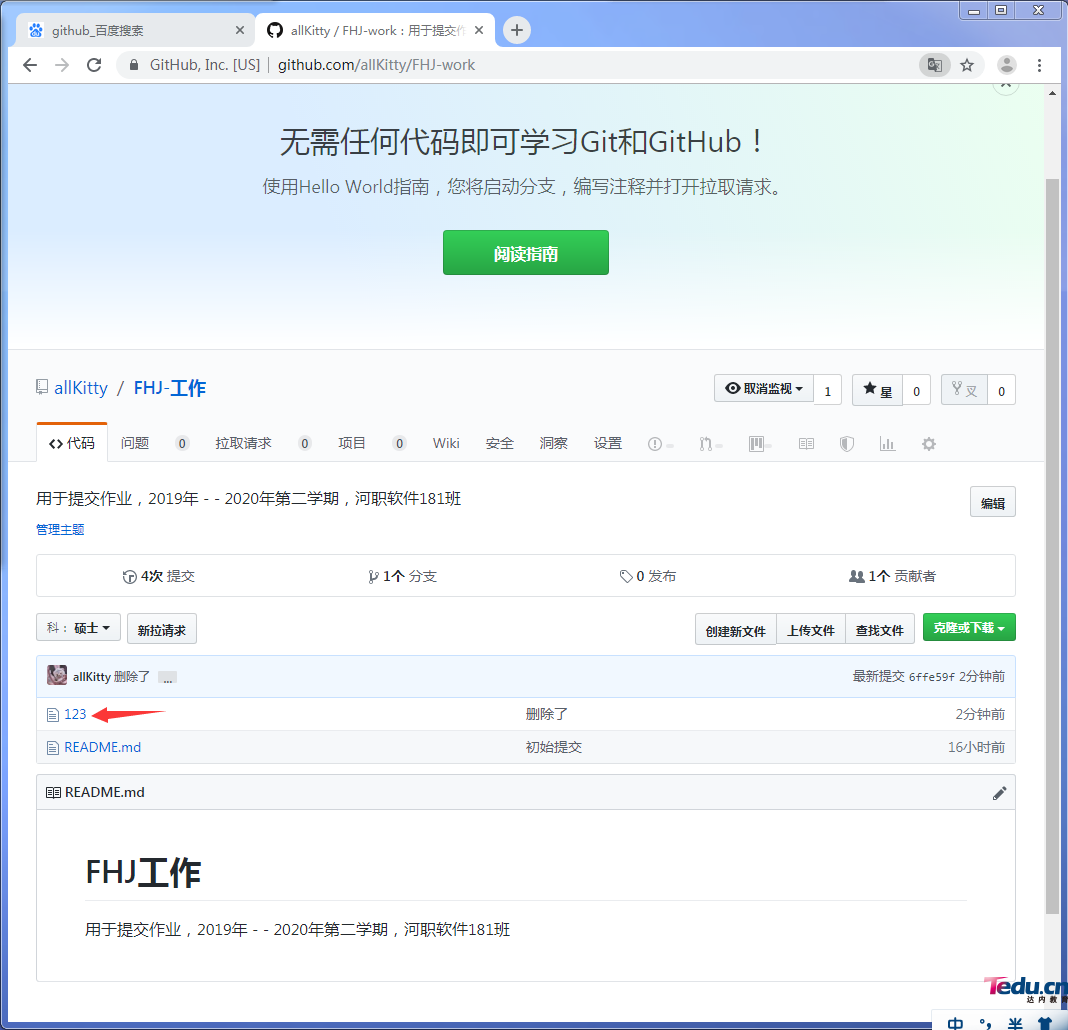 github_百度搜索
allKitty / FHJ-work：用于提交作
GitHub, Inc. [US] | github.com/allKitty/FHJ-work
无需任何代码即可学习Git和GitHub！
使用Hello World指南，您将启动分支，编写注释并打开拉取请求。
阅读指南
allKitty / FHJ-工作
取消监视 1 星 0 叉 0
代码 问题 0 拉取请求 0 项目 0 Wiki 安全 洞察 设置
用于提交作业，2019年 - - 2020年第二学期，河职软件181班
编辑
管理主题
4次 提交 1个 分支 0 发布 1个 贡献者
科： 硕士 新拉请求 创建新文件 上传文件 查找文件 克隆或下载
allKitty 删除了 ... 最新提交 6ffe59f 2分钟前
123 删除了 2分钟前
README.md 初始提交 16小时前
README.md
FHJ工作
用于提交作业，2019年 - - 2020年第二学期，河职软件181班
Tedu.cn
达内教育
中 °, 半